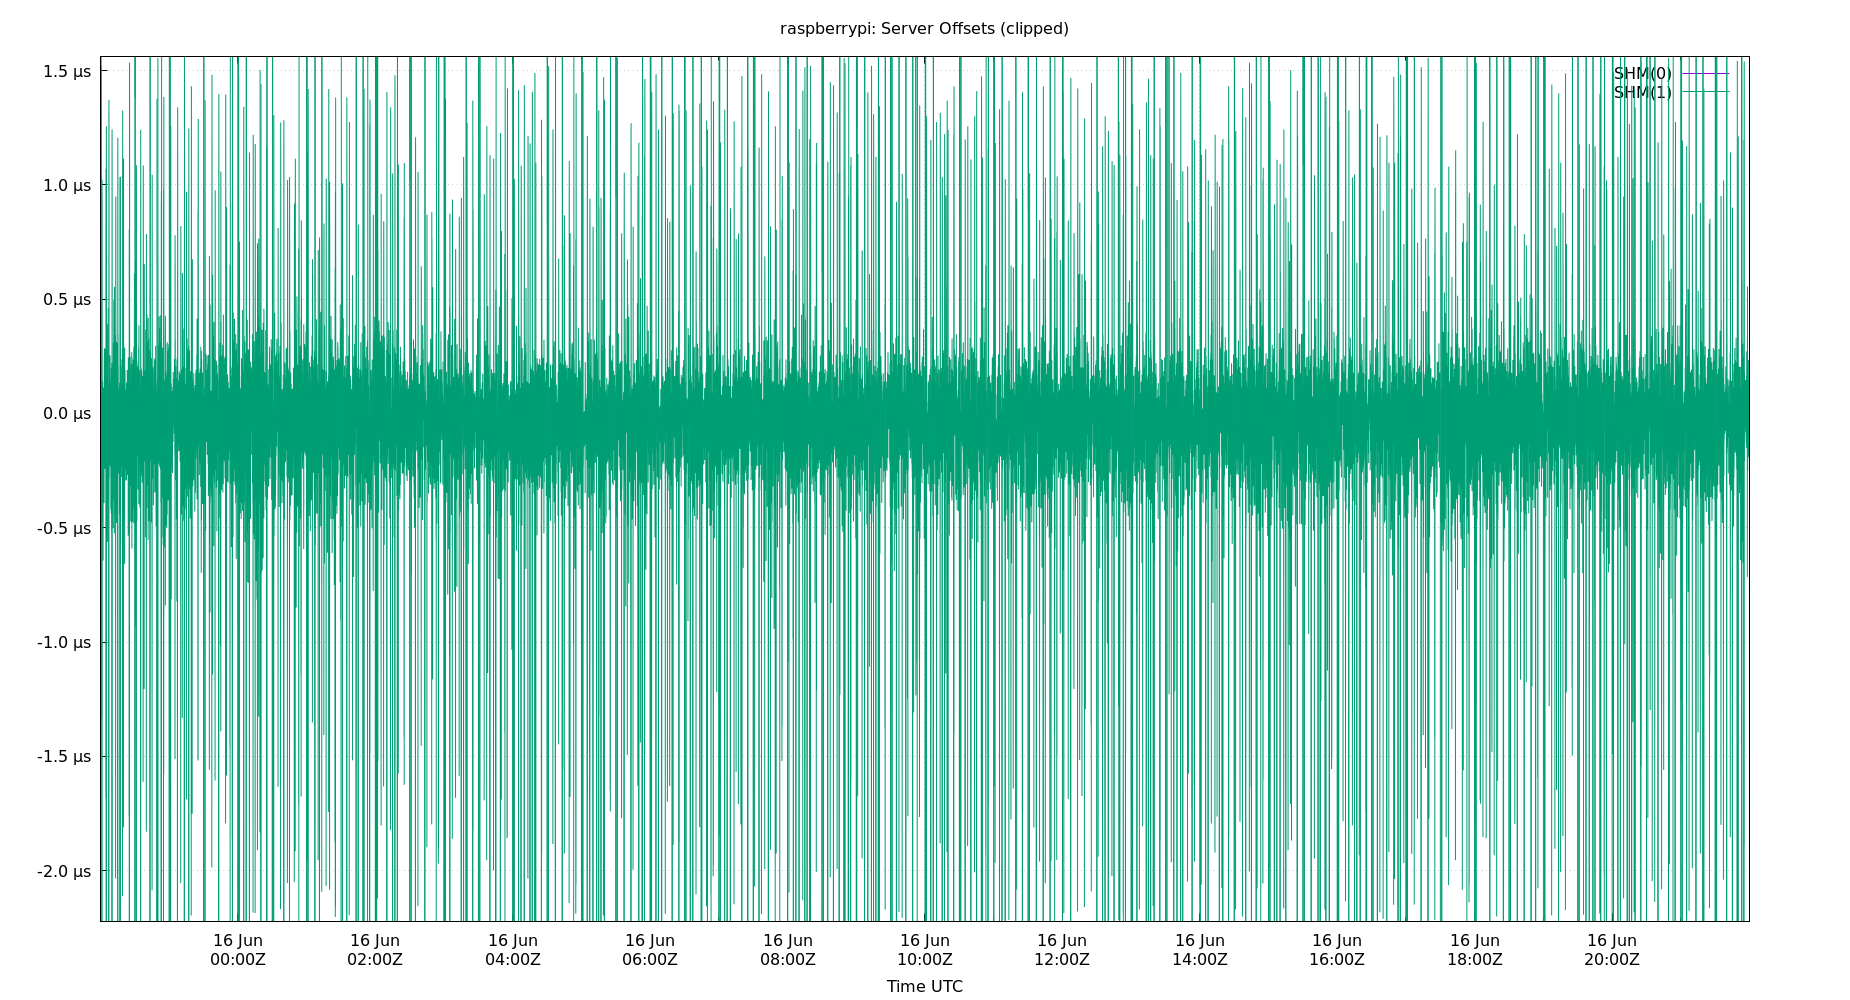 raspberrypi: Server Offsets (clipped)
1.5 µs
SHM(0)
SHM(1)
1.0 µs
0.5 µs
0.0 µs
-0.5 µs
-1.0 µs
-1.5 µs
-2.0 µs
16 Jun 16 Jun 16 Jun 16 Jun 16 Jun 16 Jun 16 Jun 16 Jun 16 Jun 16 Jun 16 Jun
00:00Z 02:00Z 04:00Z 06:00Z 08:00Z 10:00Z 12:00Z 14:00Z 16:00Z 18:00Z 20:00Z
Time UTC